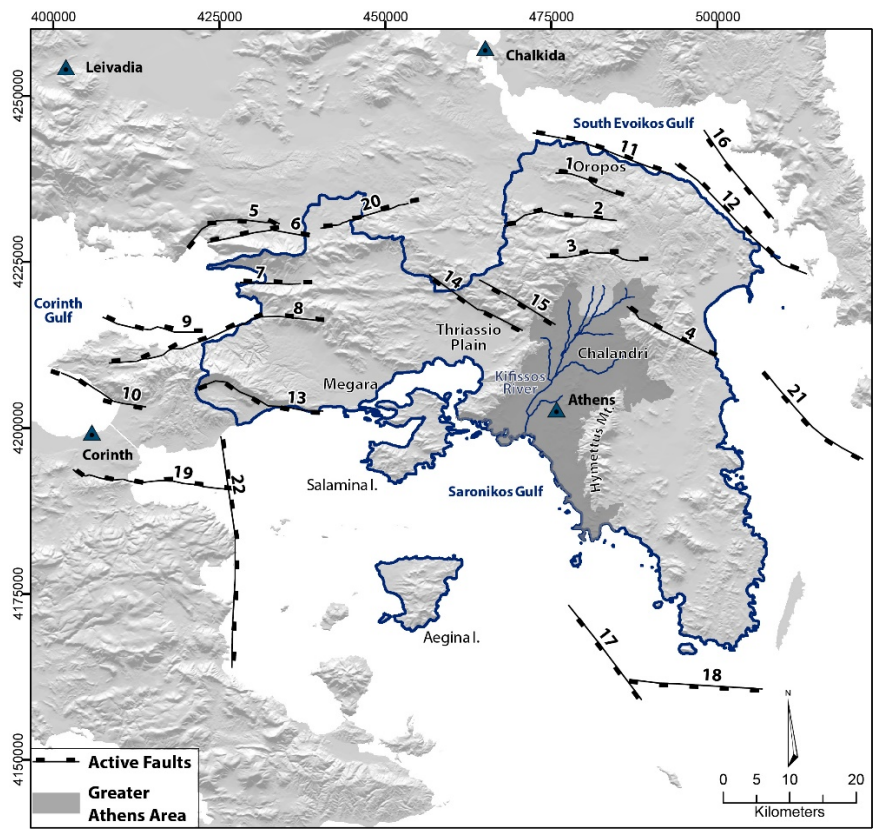 400000
425000
450000
475000
500000
Leivadia
Chalkida
4250000
South Evoikos Gulf
16
11
1
Oropos
12
5
6
20
2
3
4225000
7
14
15
Corinth
Gulf
9
8
Thriassio
Plain
4
Chalandri
Kifissos
River
Megara
10
13
Athens
21
4200000
Corinth
Hymettus Mt.
19
22
Salamina I.
Saronikos Gulf
4175000
Aegina I.
17
18
4150000
N
Active Faults
Greater
Athens Area
0 5 10 20
Kilometers